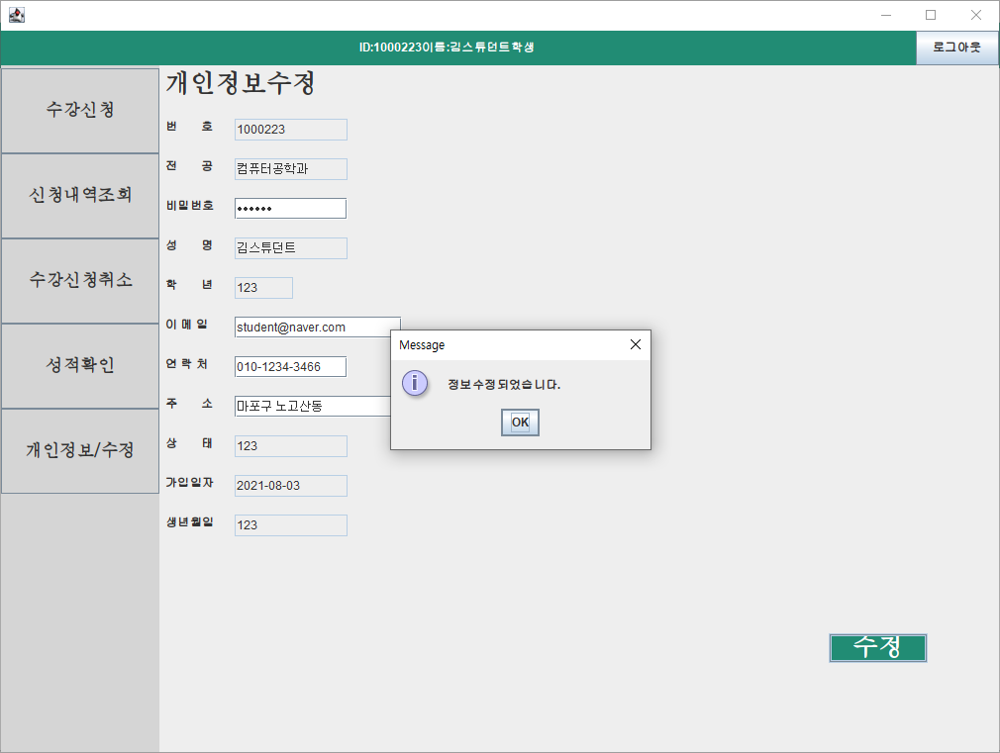 ID:1000223이름:김스튜던트학생
로그아웃
수강신청
신청내역조회
수강신청취소
성적확인
개인정보/수정
개인정보수정
번 호 1000223
전 공 컴퓨터공학과
비밀번호 ••••••
성 명 김스튜던트
학 년 123
이 메 일 student@naver.com
연 락 처 010-1234-3466
주 소 마포구 노고산동
상 태 123
가입일자 2021-08-03
생년월일 123
Message
정보수정되었습니다.
OK
수정